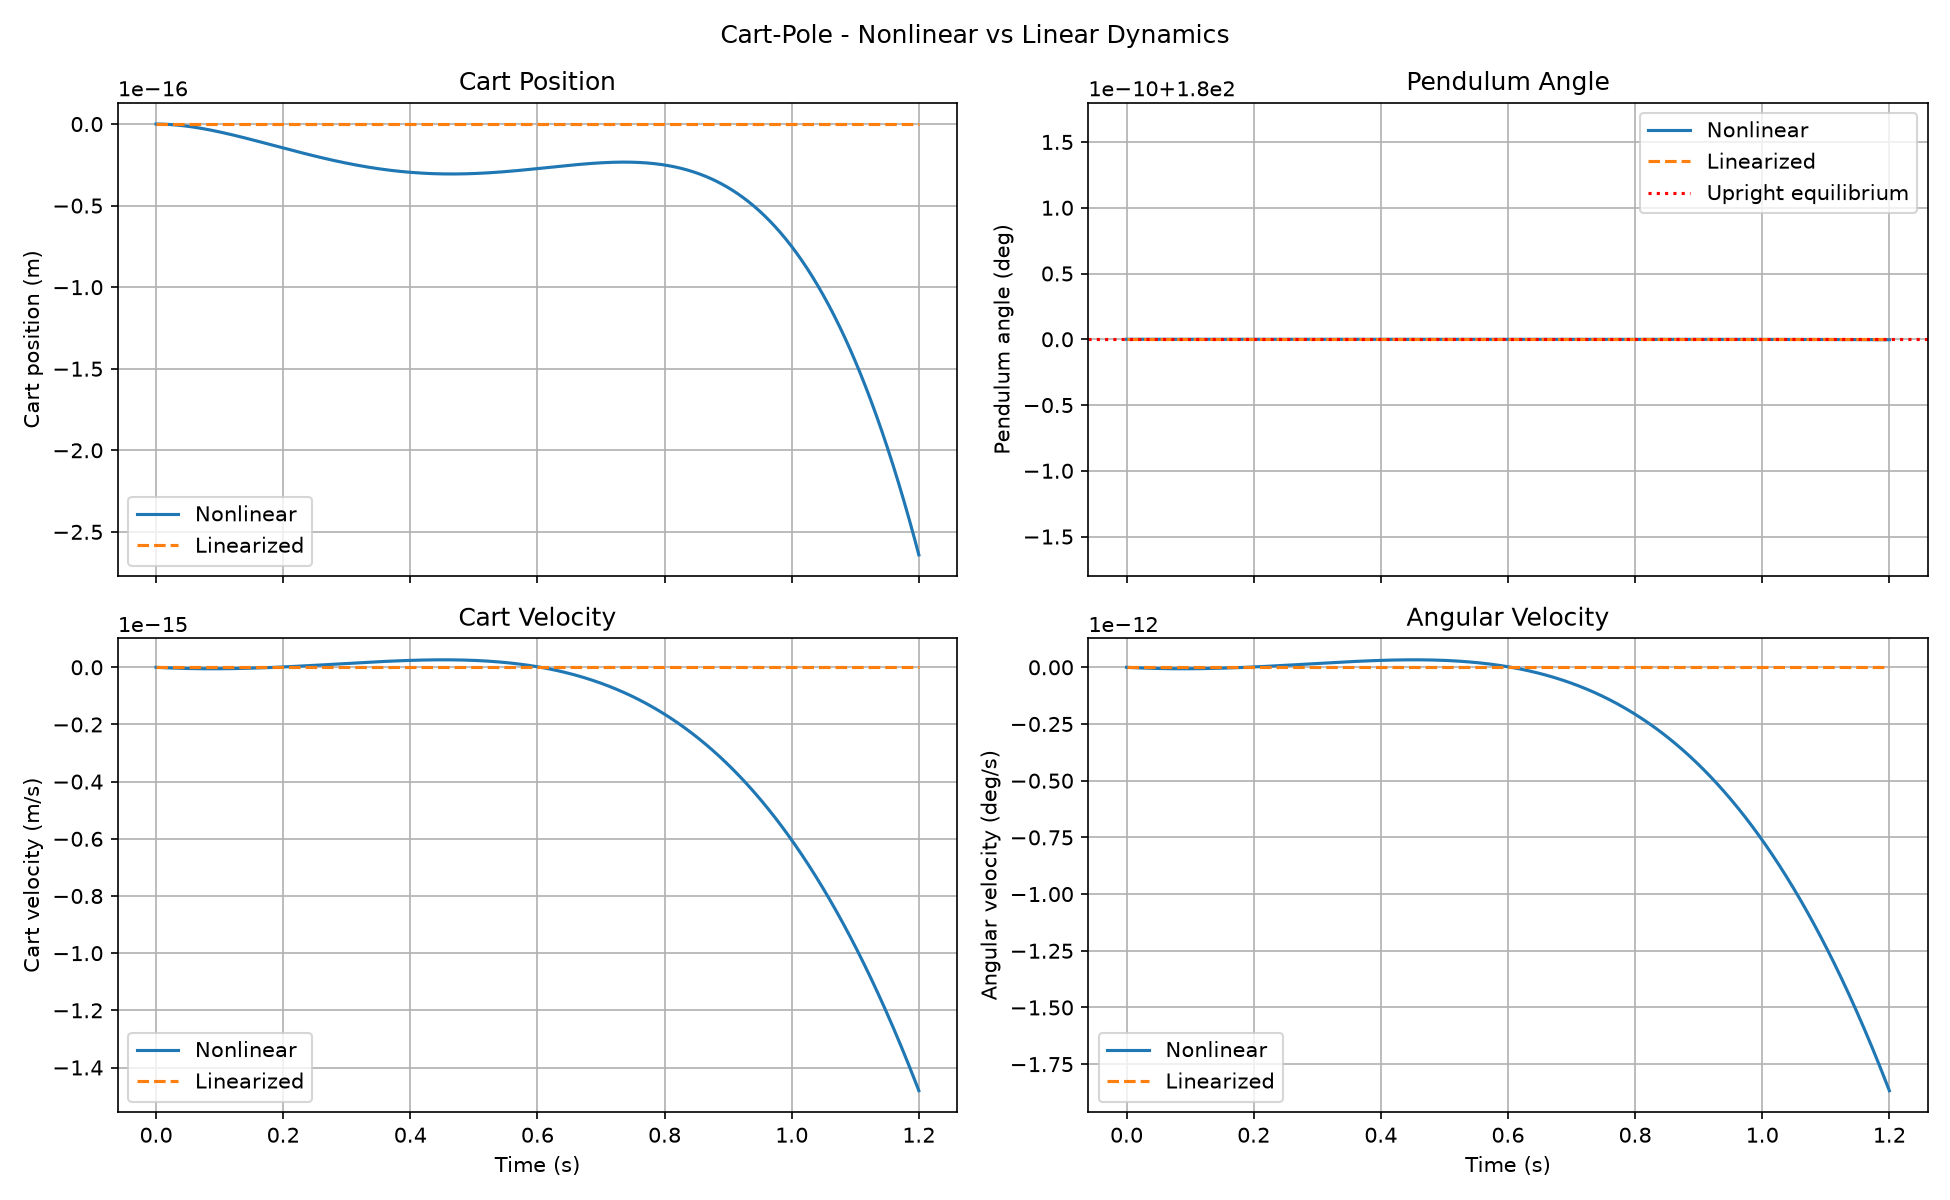 Cart-Pole - Nonlinear vs Linear Dynamics
Cart Position
1e−16
0.0
−0.5
−1.0
−1.5
−2.0
−2.5
Cart position (m)
Nonlinear
Linearized
Pendulum Angle
1e−10+1.8e2
1.5
1.0
0.5
0.0
−0.5
−1.0
−1.5
Pendulum angle (deg)
Nonlinear
Linearized
Upright equilibrium
Cart Velocity
1e−15
0.0
−0.2
−0.4
−0.6
−0.8
−1.0
−1.2
−1.4
Cart velocity (m/s)
Nonlinear
Linearized
0.0 0.2 0.4 0.6 0.8 1.0 1.2
Time (s)
Angular Velocity
1e−12
0.00
−0.25
−0.50
−0.75
−1.00
−1.25
−1.50
−1.75
Angular velocity (deg/s)
Nonlinear
Linearized
0.0 0.2 0.4 0.6 0.8 1.0 1.2
Time (s)